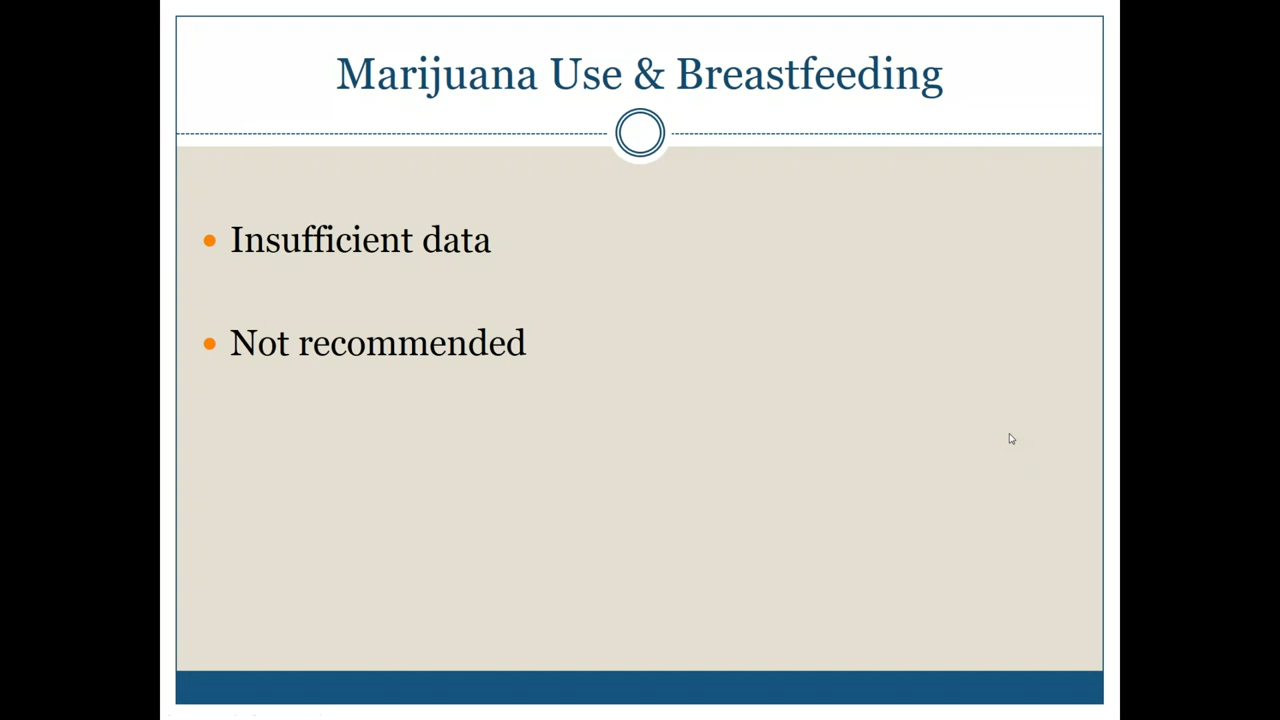 Marijuana Use & Breastfeeding
Insufficient data
Not recommended